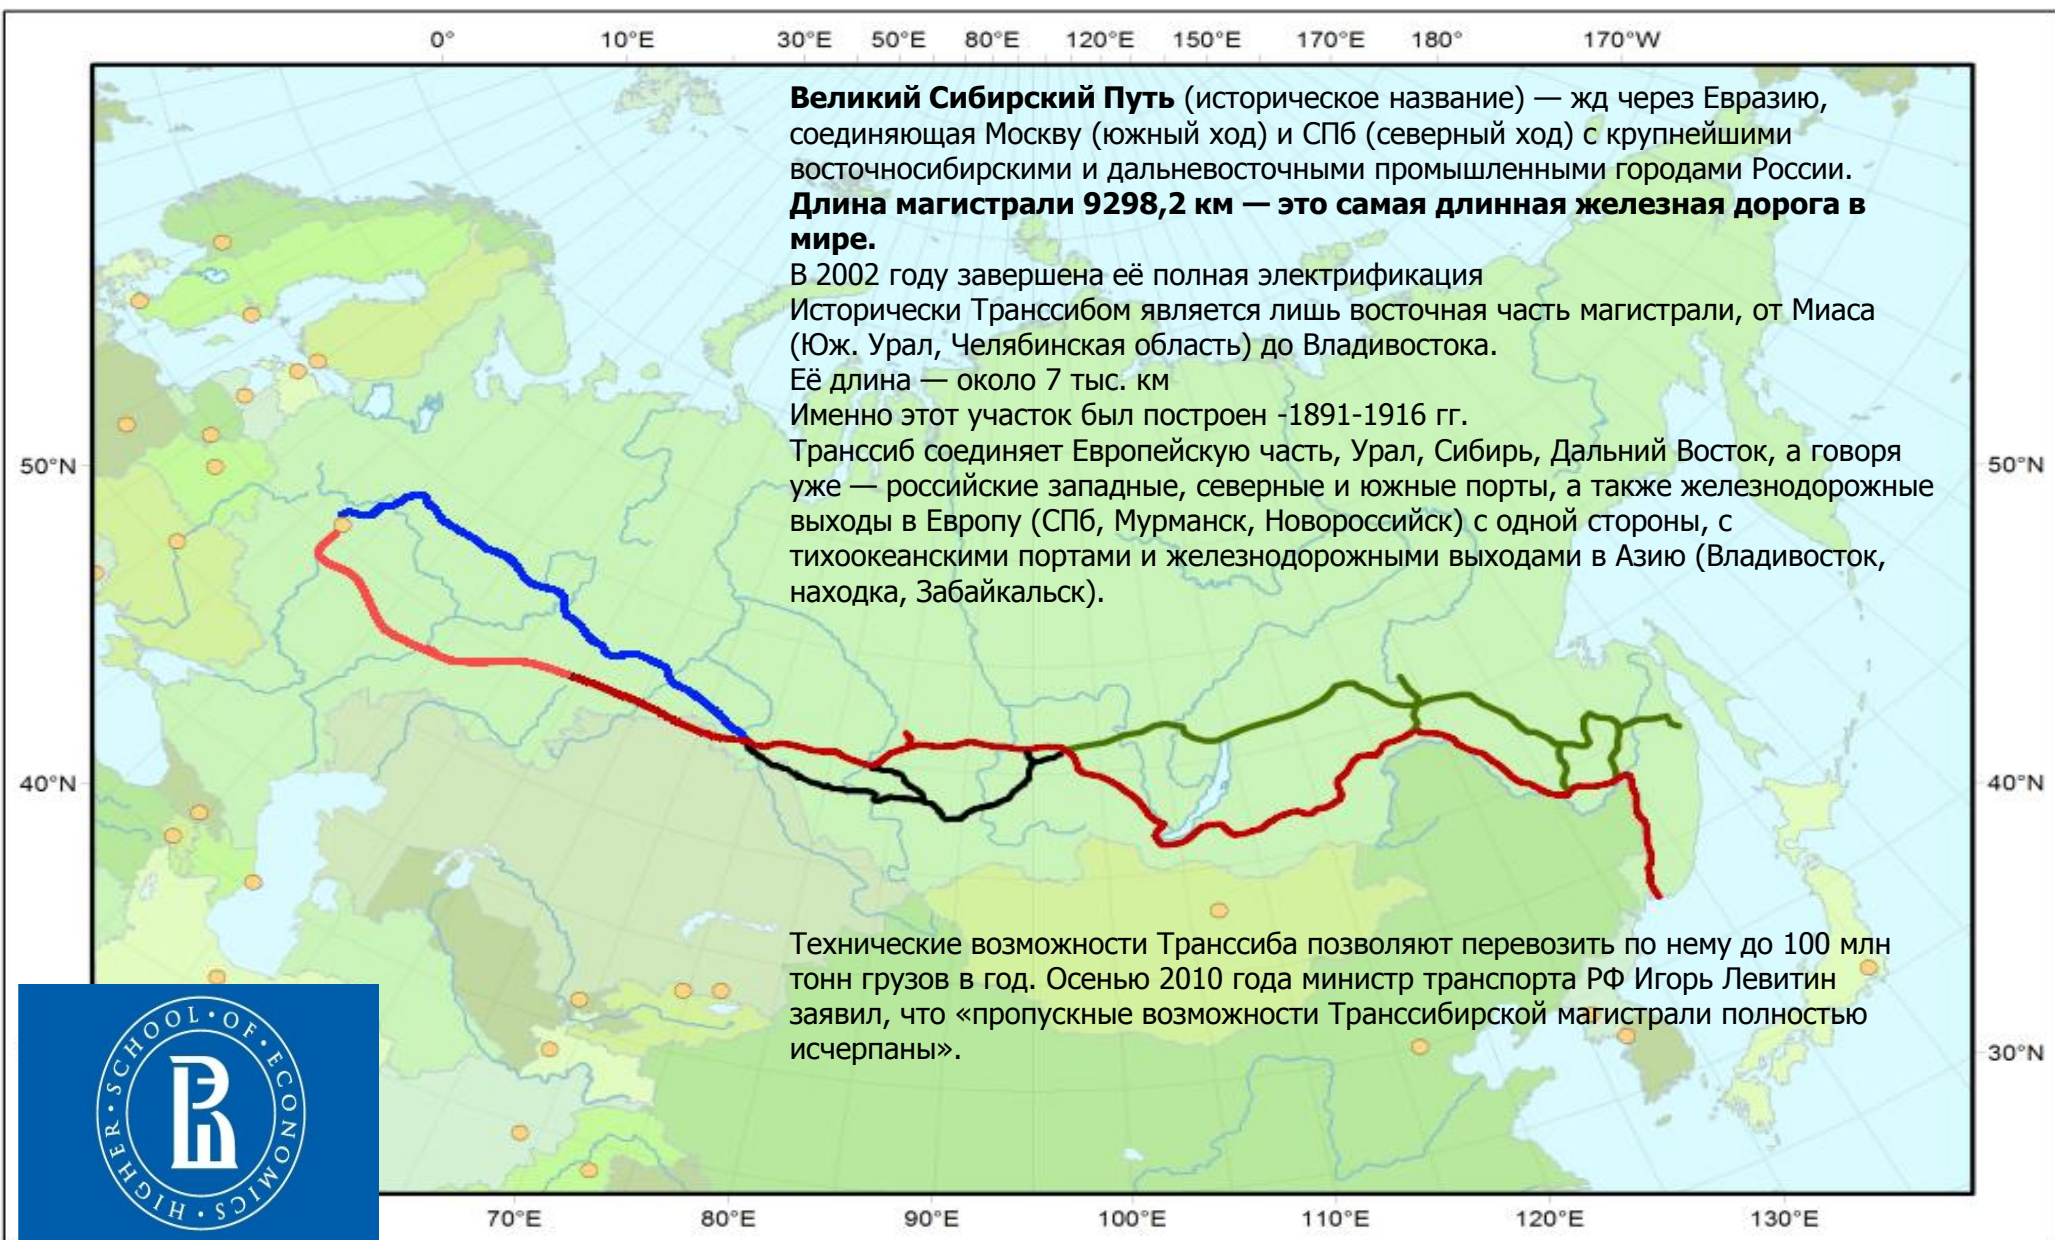 0° 10°E 30°E 50°E 80°E 120°E 150°E 170°E 180° 170°W
Великий Сибирский Путь (историческое название) — жд через Евразию,
соединяющая Москву (южный ход) и СПб (северный ход) с крупнейшими
восточносибирскими и дальневосточными промышленными городами России.
Длина магистрали 9298,2 км — это самая длинная железная дорога в
мире.
В 2002 году завершена её полная электрификация
Исторически Транссибом является лишь восточная часть магистрали, от Миаса
(Юж. Урал, Челябинская область) до Владивостока.
Её длина — около 7 тыс. км
Именно этот участок был построен -1891-1916 гг.
Транссиб соединяет Европейскую часть, Урал, Сибирь, Дальний Восток, а говоря
уже — российские западные, северные и южные порты, а также железнодорожные
выходы в Европу (СПб, Мурманск, Новороссийск) с одной стороны, с
тихоокеанскими портами и железнодорожными выходами в Азию (Владивосток,
находка, Забайкальск).
50°N 50°N
40°N 40°N
Технические возможности Транссиба позволяют перевозить по нему до 100 млн
тонн грузов в год. Осенью 2010 года министр транспорта РФ Игорь Левитин
заявил, что «пропускные возможности Транссибирской магистрали полностью
исчерпаны».
30°N
HIGHER · SCHOOL · OF · ECONOMICS ·
70°E 80°E 90°E 100°E 110°E 120°E 130°E